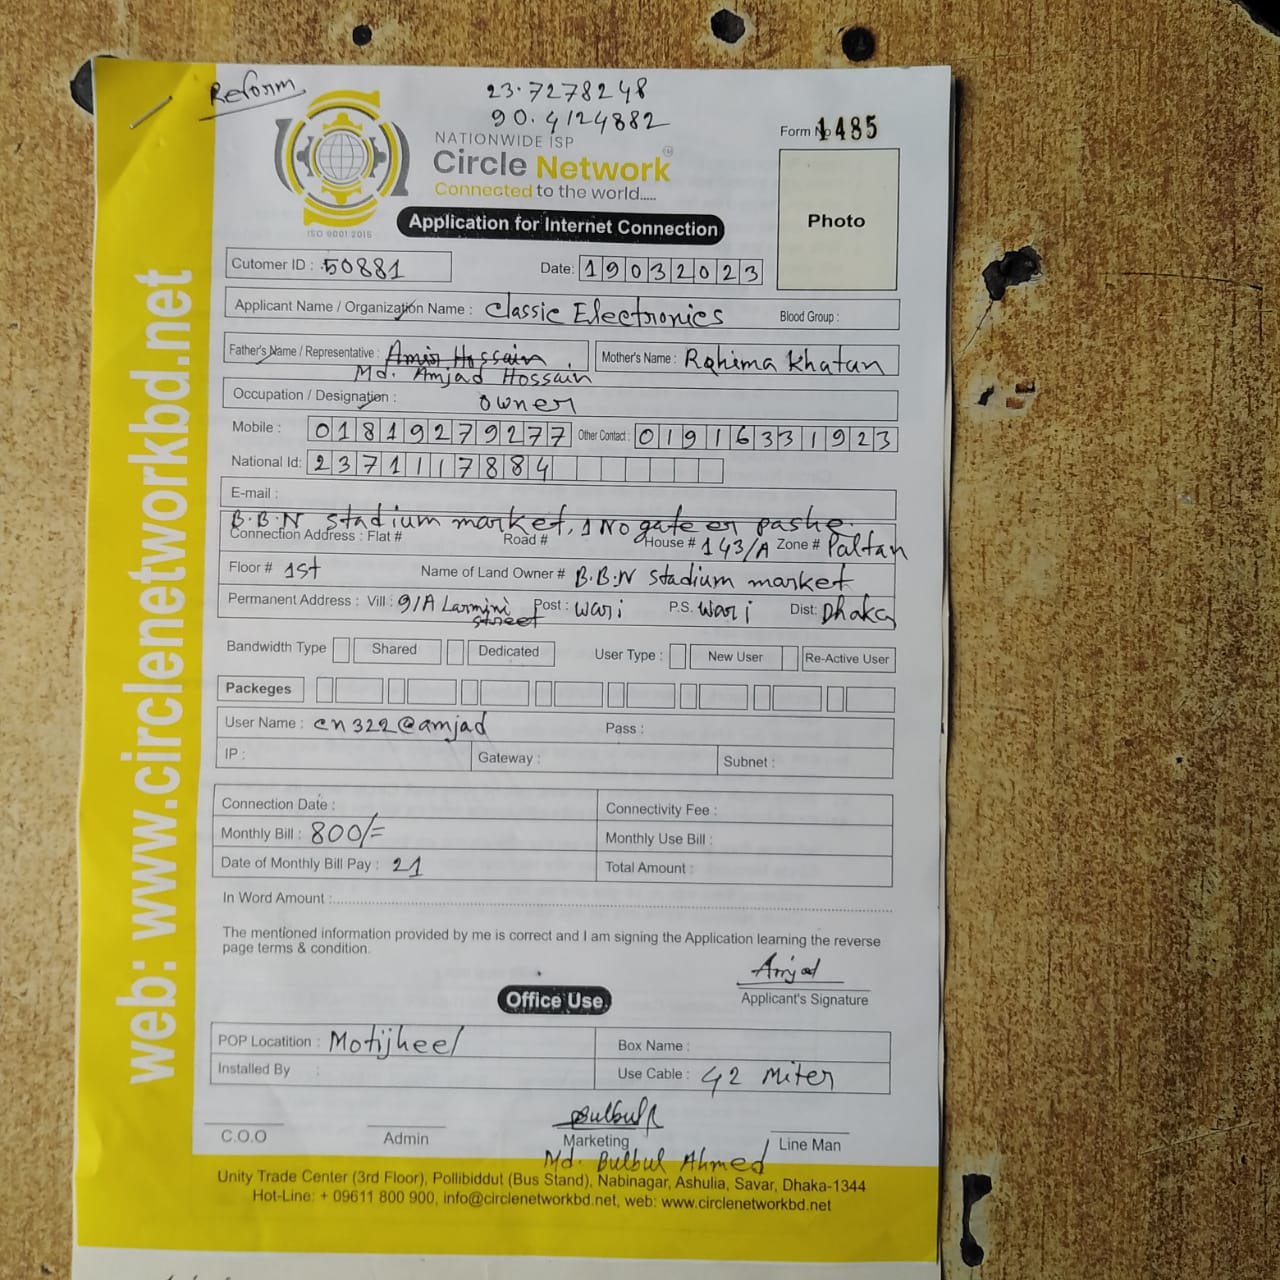 Reform
23.7278248
90.4124882
Form No 1485
NATIONWIDE ISP
Circle Network
Connected to the world.....
ISO 9001 2015
Application for Internet Connection
Photo
Cutomer ID : 50881
Date: 19032023
Applicant Name / Organization Name : Classic Electronics
Blood Group :
Father's Name / Representative : Amir Hossain
Mother's Name : Rahima Khatan
Md. Amjad Hossain
Occupation / Designation : owner
Mobile : 01819279277
Other Contact : 01916331923
National Id: 2371117884
E-mail :
B.B.N stadium market, 1 No gate er pashe.
Connection Address : Flat # Road # House # 143/A Zone # Paltan
Floor # 1st Name of Land Owner # B.B.N stadium market
Permanent Address : Vill : 9/A Larmini street Post : wari P.S. wari Dist: Dhaka
Bandwidth Type Shared Dedicated User Type : New User Re-Active User
Packeges
User Name : cn322@amjad Pass :
IP : Gateway : Subnet :
Connection Date : Connectivity Fee :
Monthly Bill : 800/= Monthly Use Bill :
Date of Monthly Bill Pay : 21 Total Amount :
In Word Amount :
The mentioned information provided by me is correct and I am signing the Application learning the reverse
page terms & condition.
Amjad
Applicant's Signature
Office Use
POP Locatition : Motijheel Box Name :
Installed By : Use Cable : 42 Miter
Bulbul
C.O.O Admin Marketing Line Man
Md. Bulbul Ahmed
Unity Trade Center (3rd Floor), Pollibiddut (Bus Stand), Nabinagar, Ashulia, Savar, Dhaka-1344
Hot-Line: + 09611 800 900, info@circlenetworkbd.net, web: www.circlenetworkbd.net
web: www.circlenetworkbd.net